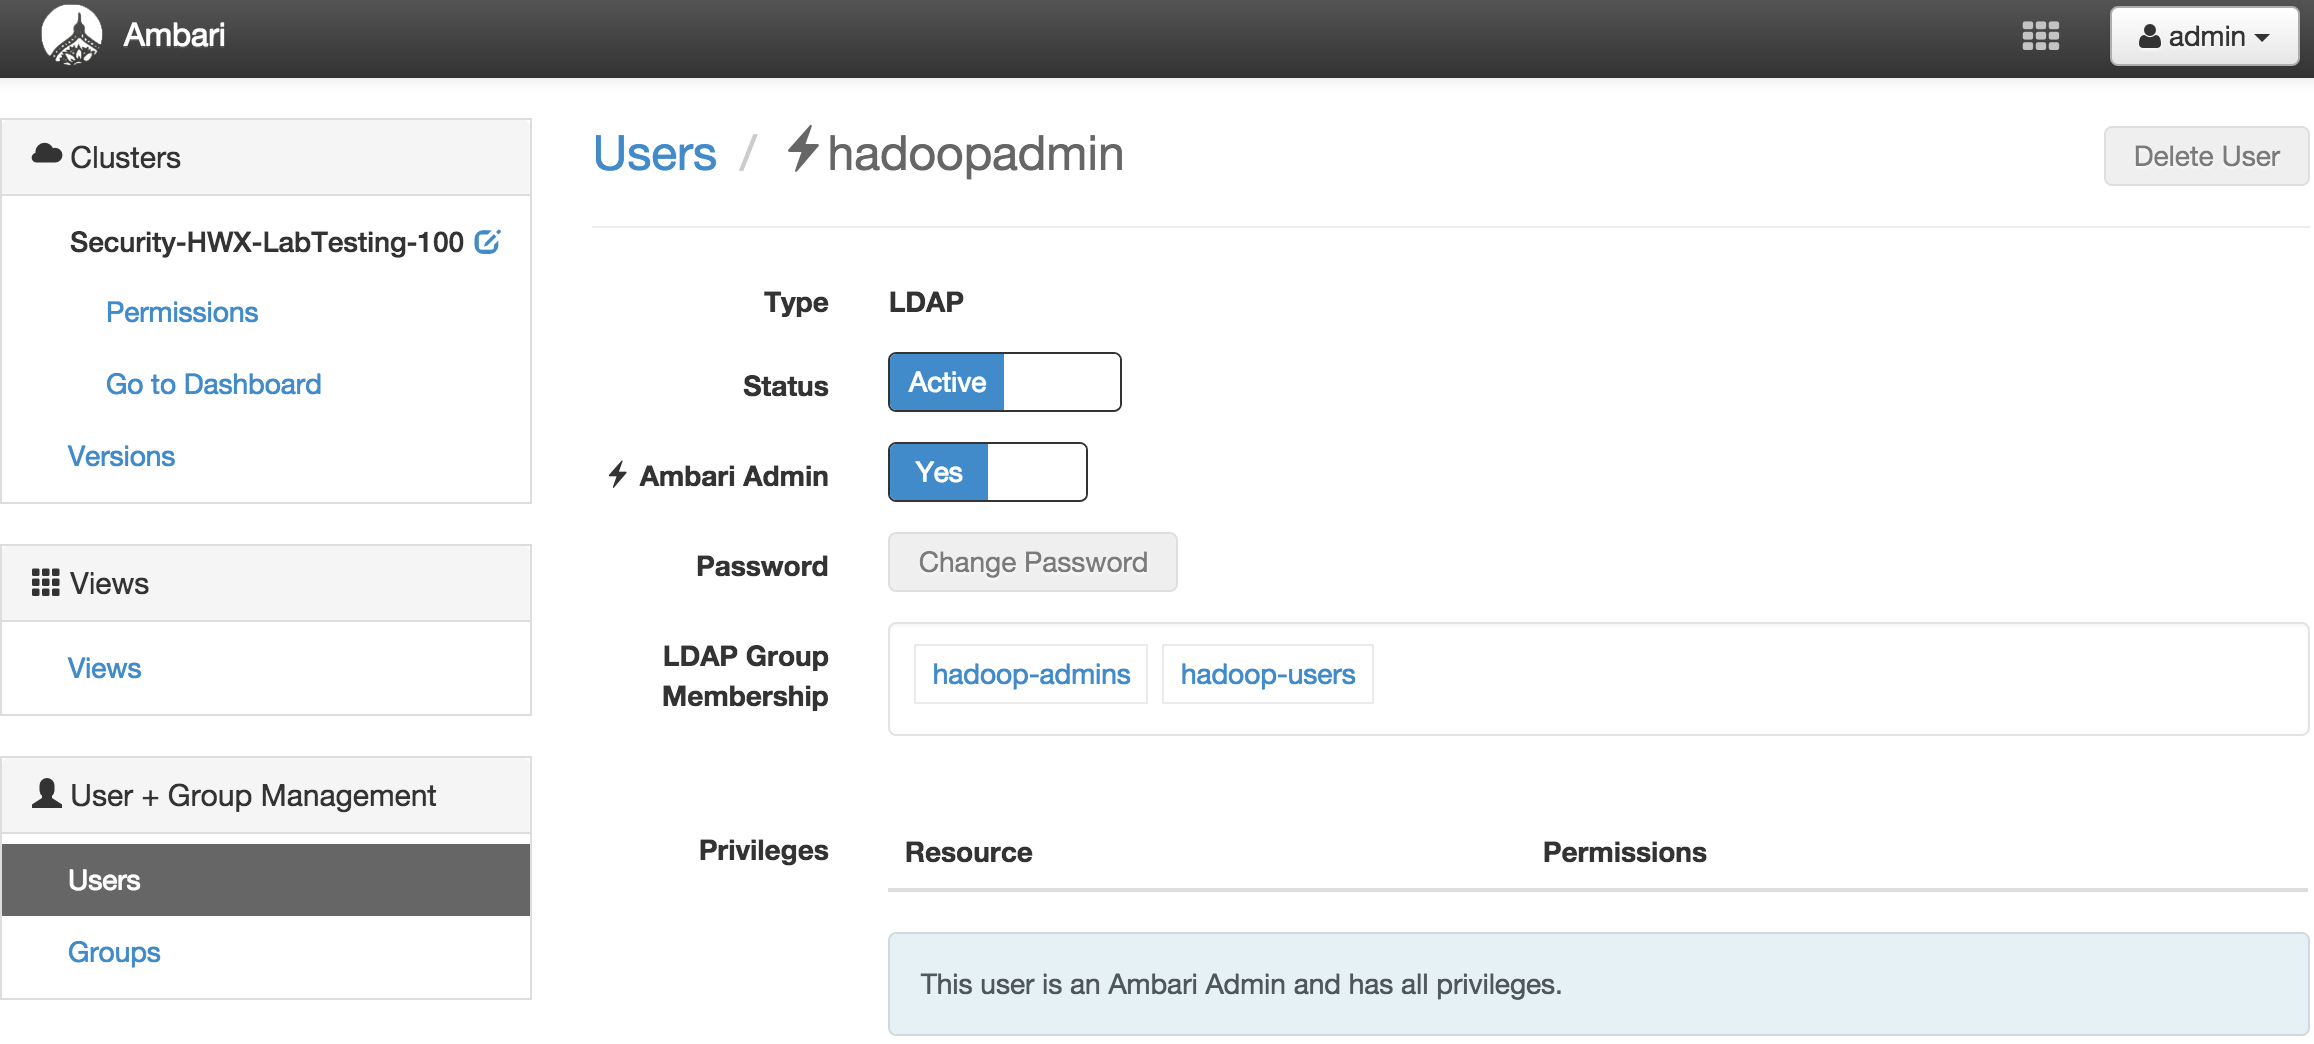 Ambari
admin
Clusters
Security-HWX-LabTesting-100
Permissions
Go to Dashboard
Versions
Views
Views
User + Group Management
Users
Groups
Users / hadoopadmin
Delete User
Type LDAP
Status Active
Ambari Admin Yes
Password Change Password
LDAP Group
Membership
hadoop-admins hadoop-users
Privileges Resource Permissions
This user is an Ambari Admin and has all privileges.